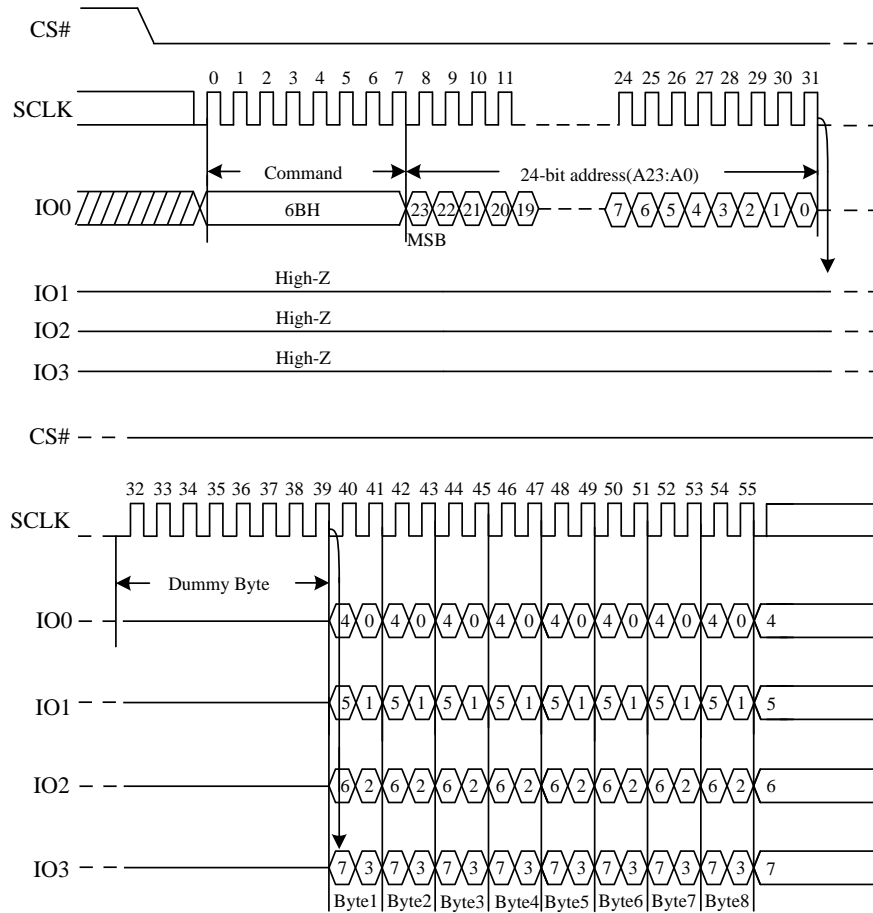 CS#
0 1 2 3 4 5 6 7 8 9 10 11 24 25 26 27 28 29 30 31
SCLK
Command 24-bit address(A23:A0)
IO0 6BH 23 22 21 20 19 7 6 5 4 3 2 1 0
MSB
High-Z
IO1
High-Z
IO2
High-Z
IO3
CS#
32 33 34 35 36 37 38 39 40 41 42 43 44 45 46 47 48 49 50 51 52 53 54 55
SCLK
Dummy Byte
IO0 4 0 4 0 4 0 4 0 4 0 4 0 4 0 4 0 4
IO1 5 1 5 1 5 1 5 1 5 1 5 1 5 1 5 1 5
IO2 6 2 6 2 6 2 6 2 6 2 6 2 6 2 6 2 6
IO3 7 3 7 3 7 3 7 3 7 3 7 3 7 3 7 3 7
Byte1 Byte2 Byte3 Byte4 Byte5 Byte6 Byte7 Byte8